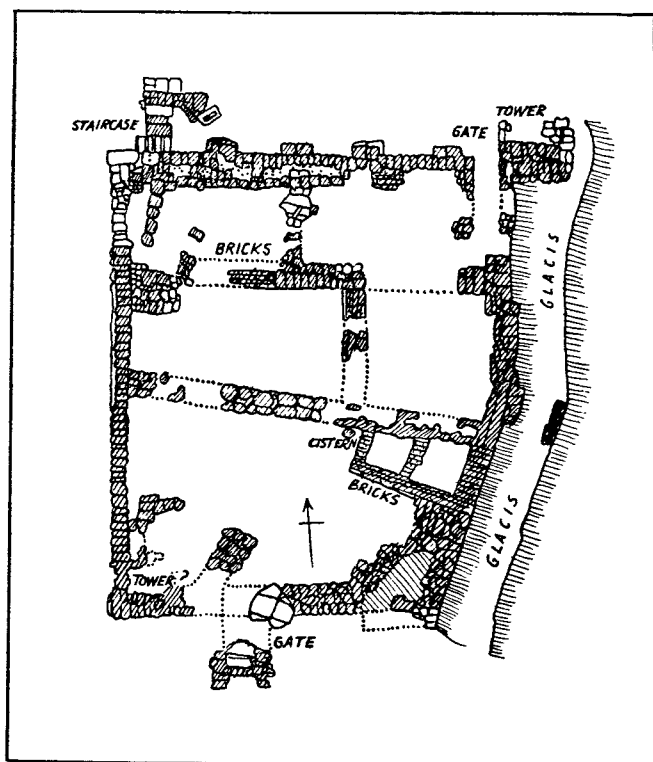 TOWER
GATE
STAIRCASE
BRICKS
GLACIS
CISTERN
BRICKS
GLACIS
TOWER?
GATE